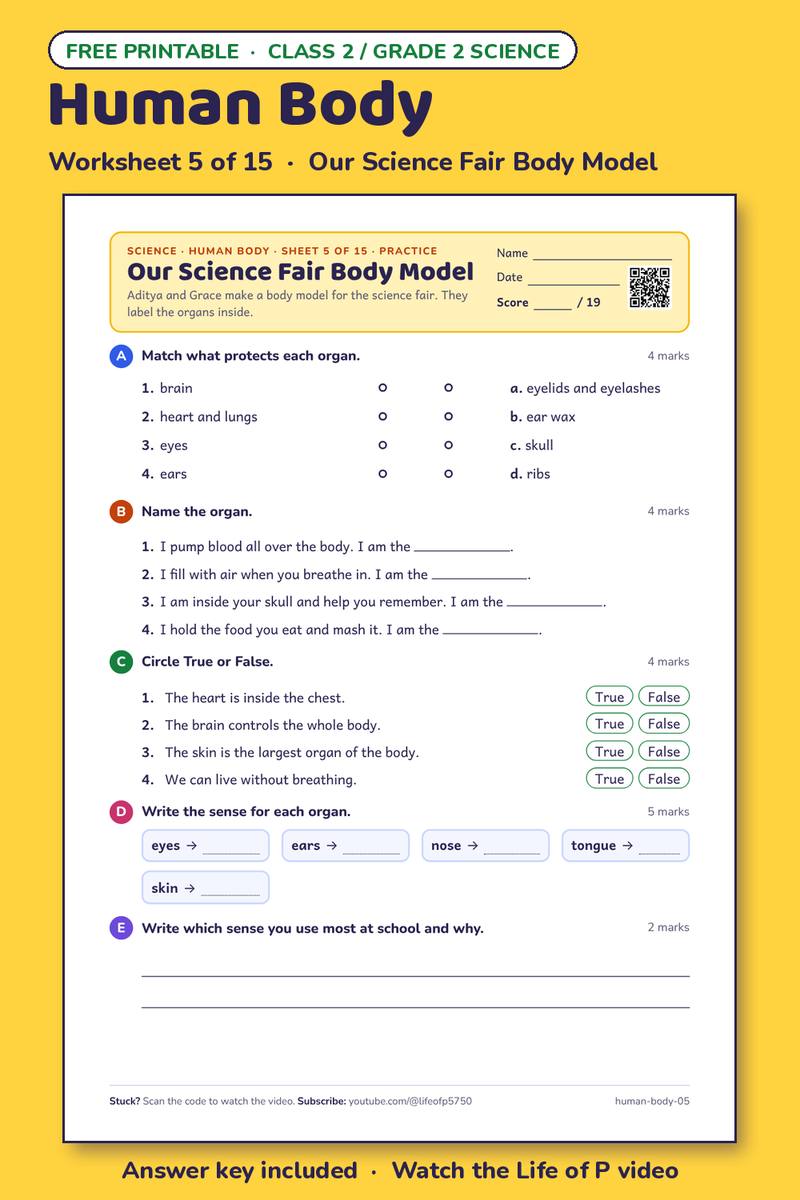 FREE PRINTABLE · CLASS 2 / GRADE 2 SCIENCE
Human Body
Worksheet 5 of 15 · Our Science Fair Body Model
SCIENCE · HUMAN BODY · SHEET 5 OF 15 · PRACTICE
Our Science Fair Body Model
Aditya and Grace make a body model for the science fair. They
label the organs inside.
Name
Date
Score / 19
A Match what protects each organ. 4 marks
1. brain a. eyelids and eyelashes
2. heart and lungs b. ear wax
3. eyes c. skull
4. ears d. ribs
B Name the organ. 4 marks
1. I pump blood all over the body. I am the ____________.
2. I fill with air when you breathe in. I am the ____________.
3. I am inside your skull and help you remember. I am the ____________.
4. I hold the food you eat and mash it. I am the ____________.
C Circle True or False. 4 marks
1. The heart is inside the chest. True False
2. The brain controls the whole body. True False
3. The skin is the largest organ of the body. True False
4. We can live without breathing. True False
D Write the sense for each organ. 5 marks
eyes → ________ ears → ________ nose → ________ tongue → ________
skin → ________
E Write which sense you use most at school and why. 2 marks
Stuck? Scan the code to watch the video. Subscribe: youtube.com/@lifeofp5750 human-body-05
Answer key included · Watch the Life of P video